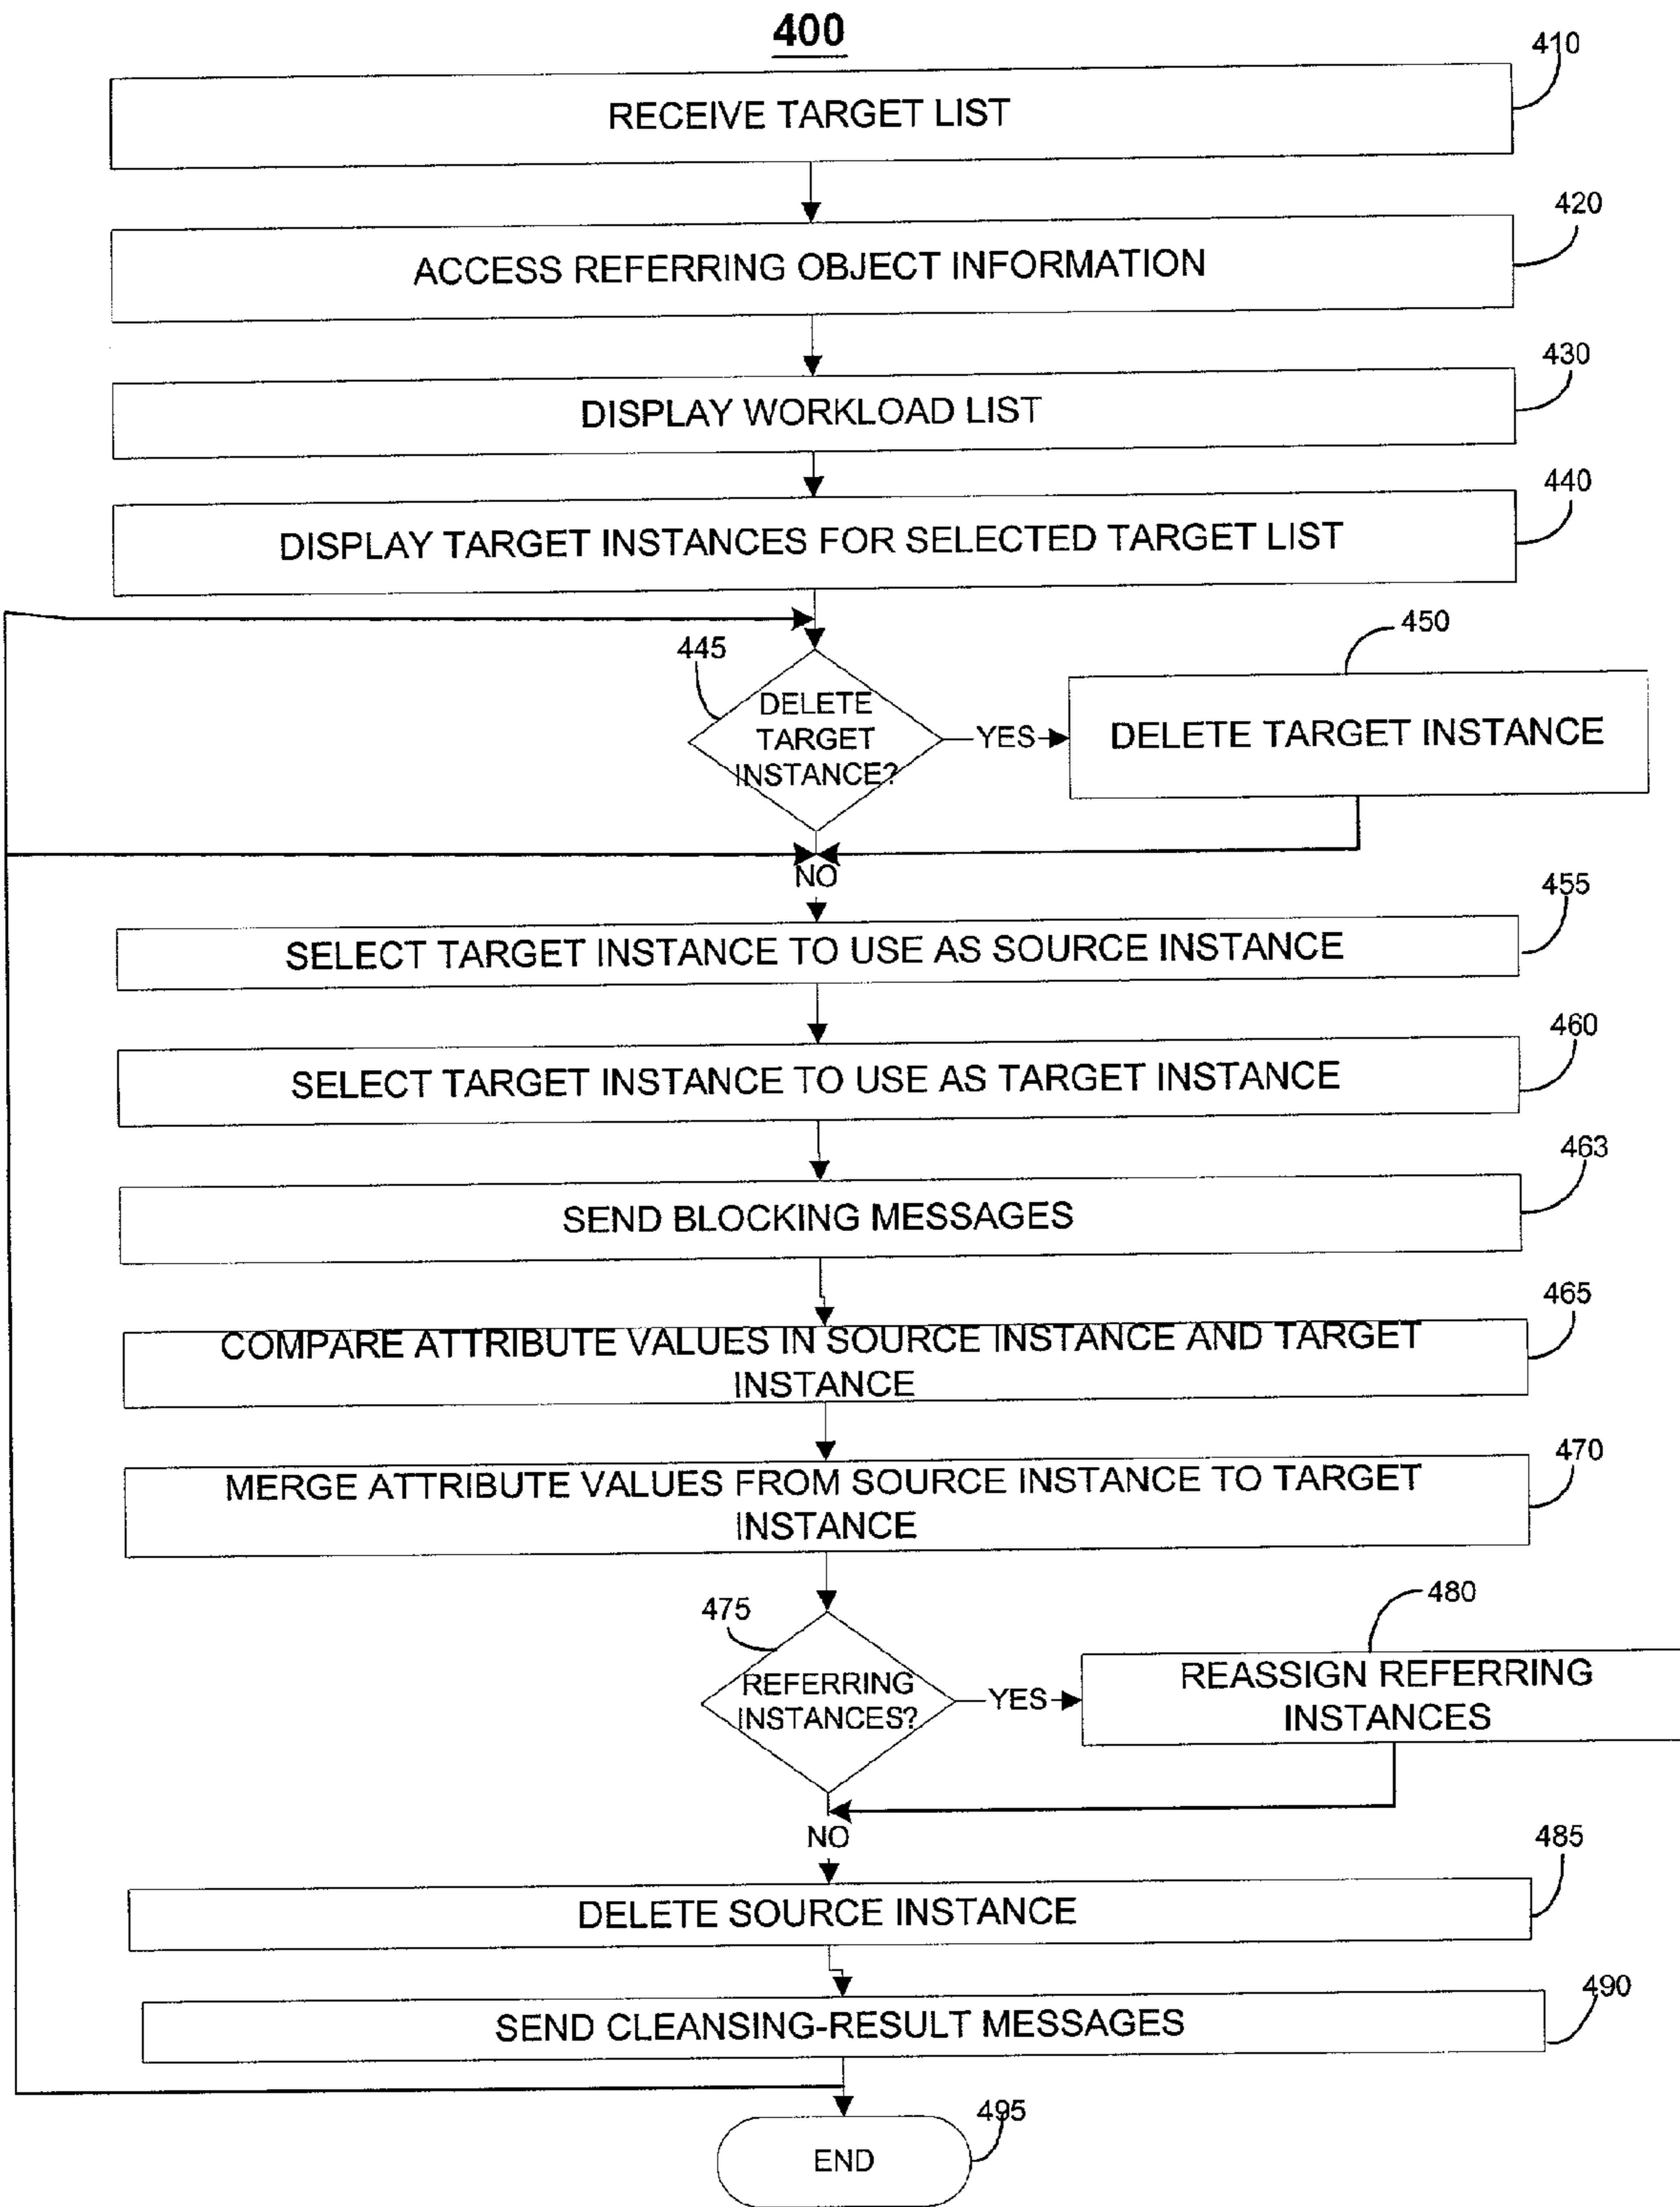 400
410
RECEIVE TARGET LIST
420
ACCESS REFERRING OBJECT INFORMATION
430
DISPLAY WORKLOAD LIST
440
DISPLAY TARGET INSTANCES FOR SELECTED TARGET LIST
445
450
DELETE
TARGET
INSTANCE?
YES
DELETE TARGET INSTANCE
NO
455
SELECT TARGET INSTANCE TO USE AS SOURCE INSTANCE
460
SELECT TARGET INSTANCE TO USE AS TARGET INSTANCE
463
SEND BLOCKING MESSAGES
465
COMPARE ATTRIBUTE VALUES IN SOURCE INSTANCE AND TARGET
INSTANCE
470
MERGE ATTRIBUTE VALUES FROM SOURCE INSTANCE TO TARGET
INSTANCE
475
480
REFERRING
INSTANCES?
YES
REASSIGN REFERRING
INSTANCES
NO
485
DELETE SOURCE INSTANCE
490
SEND CLEANSING-RESULT MESSAGES
495
END